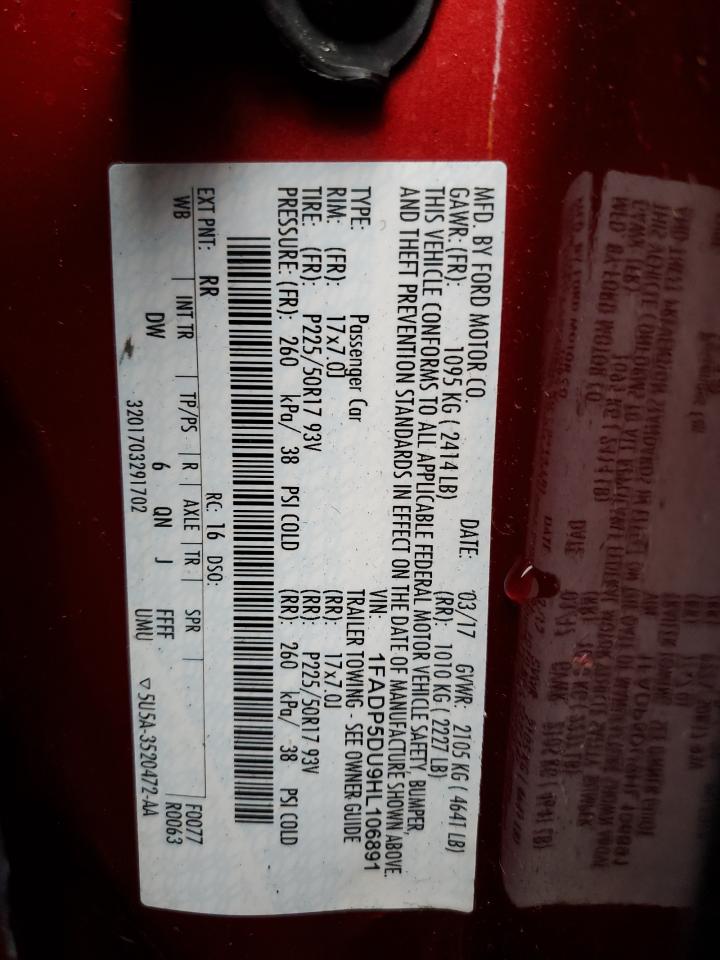 MFD. BY FORD MOTOR CO. DATE: 03/17 GVWR: 2105 KG ( 4641 LB)
GAWR: (FR): 1095 KG ( 2414 LB) (RR): 1010 KG ( 2227 LB)
THIS VEHICLE CONFORMS TO ALL APPLICABLE FEDERAL MOTOR VEHICLE SAFETY, BUMPER,
AND THEFT PREVENTION STANDARDS IN EFFECT ON THE DATE OF MANUFACTURE SHOWN ABOVE.
VIN: 1FADP5DU9HL106891
TYPE: Passenger Car TRAILER TOWING - SEE OWNER GUIDE
RIM: (FR): 17x7.0J (RR): 17x7.0J
TIRE: (FR): P225/50R17 93V (RR): P225/50R17 93V
PRESSURE: (FR): 260 kPa/ 38 PSI COLD (RR): 260 kPa/ 38 PSI COLD
RC: 16 DSO: F0077
EXT PNT: RR R0063
WB INT TR TP/PS R AXLE TR SPR
DW 6 QN J FFFF
3201703291702 UMU ▽5U5A-3520472-AA